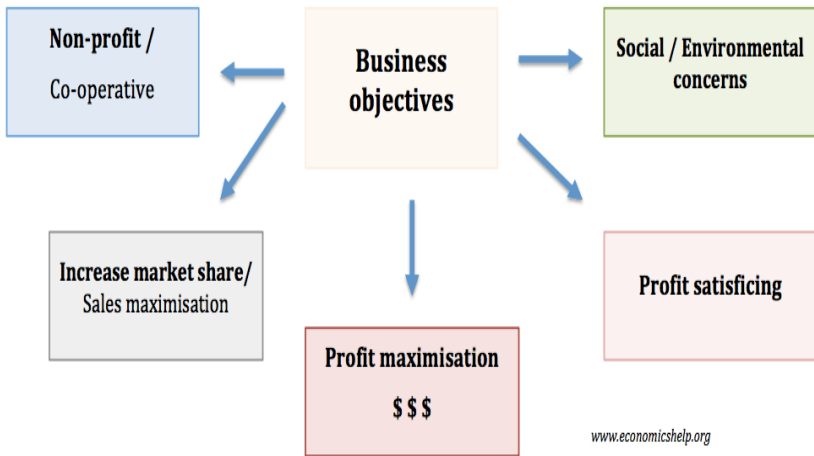 Non-profit /
Co-operative
Business
objectives
Social / Environmental
concerns
Increase market share/
Sales maximisation
Profit maximisation
$ $ $
Profit satisficing
www.economicshelp.org